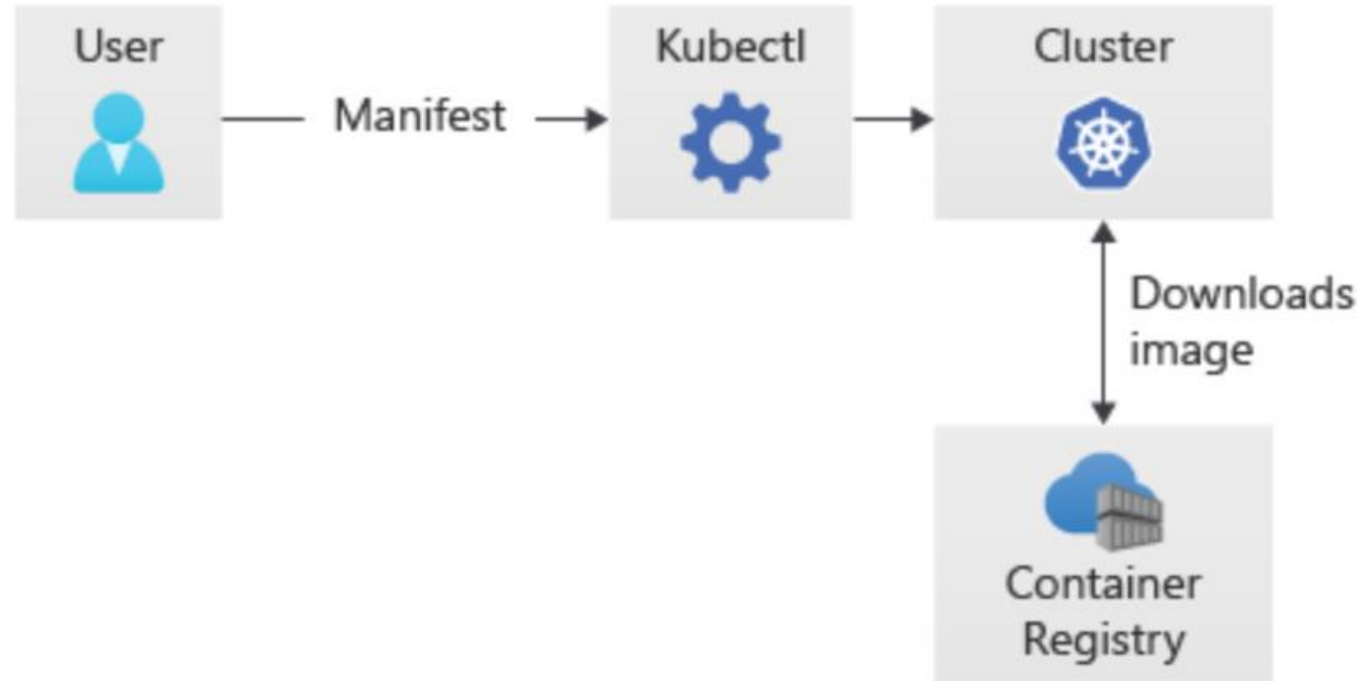 User
Manifest
Kubectl
Cluster
Downloads
image
Container
Registry